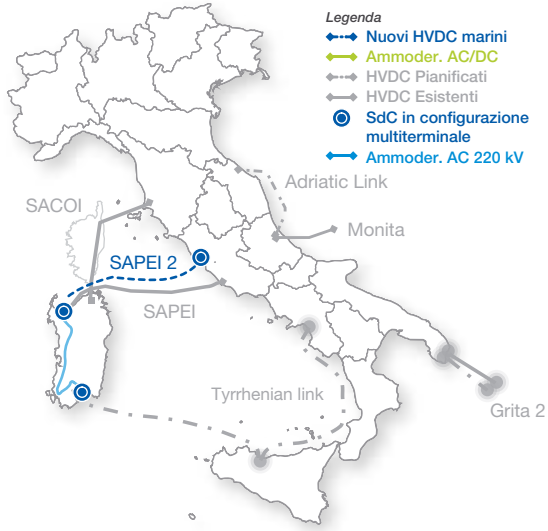 Legenda
Nuovi HVDC marini
Ammoder. AC/DC
HVDC Pianificati
HVDC Esistenti
SdC in configurazione
multiterminale
Ammoder. AC 220 kV
Adriatic Link
SACOI
Monita
SAPEI 2
SAPEI
Tyrrhenian link
Grita 2